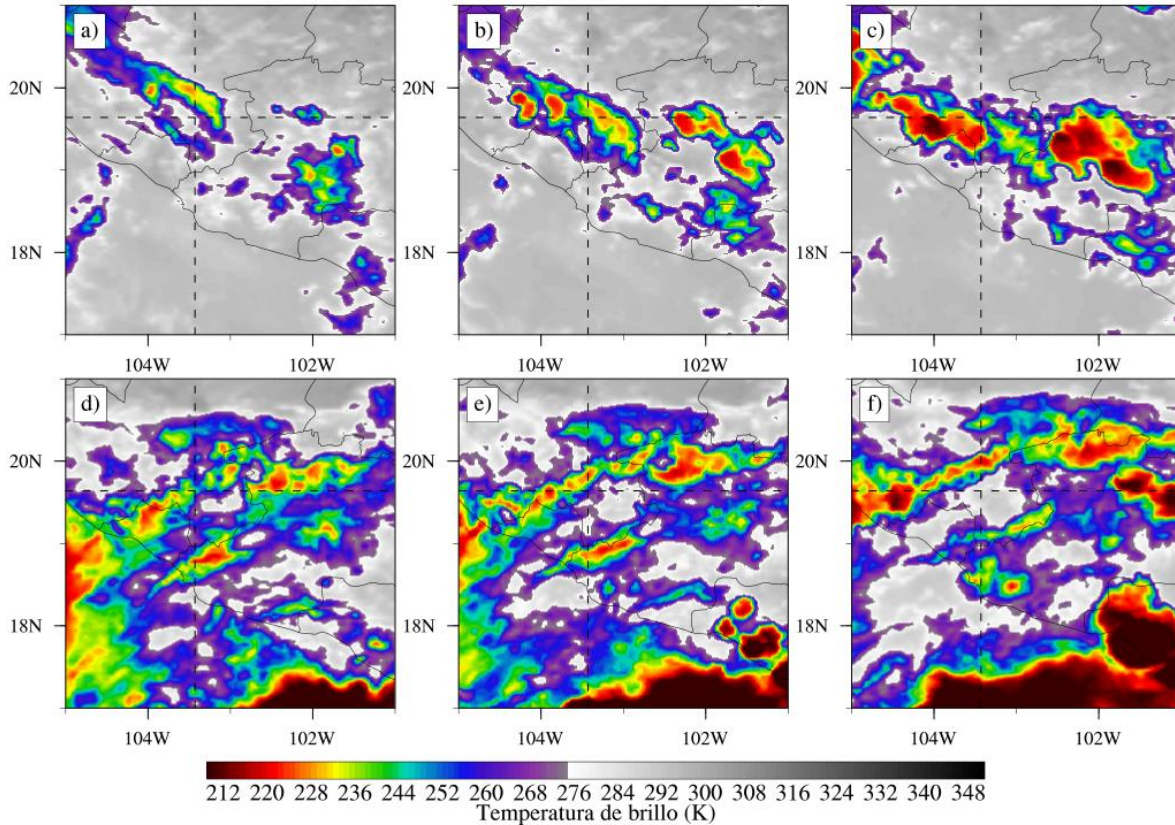 a) b) c)
20N 20N 20N
18N 18N 18N
104W 102W 104W 102W 104W 102W
d) e) f)
20N 20N 20N
18N 18N 18N
104W 102W 104W 102W 104W 102W
212 220 228 236 244 252 260 268 276 284 292 300 308 316 324 332 340 348
Temperatura de brillo (K)